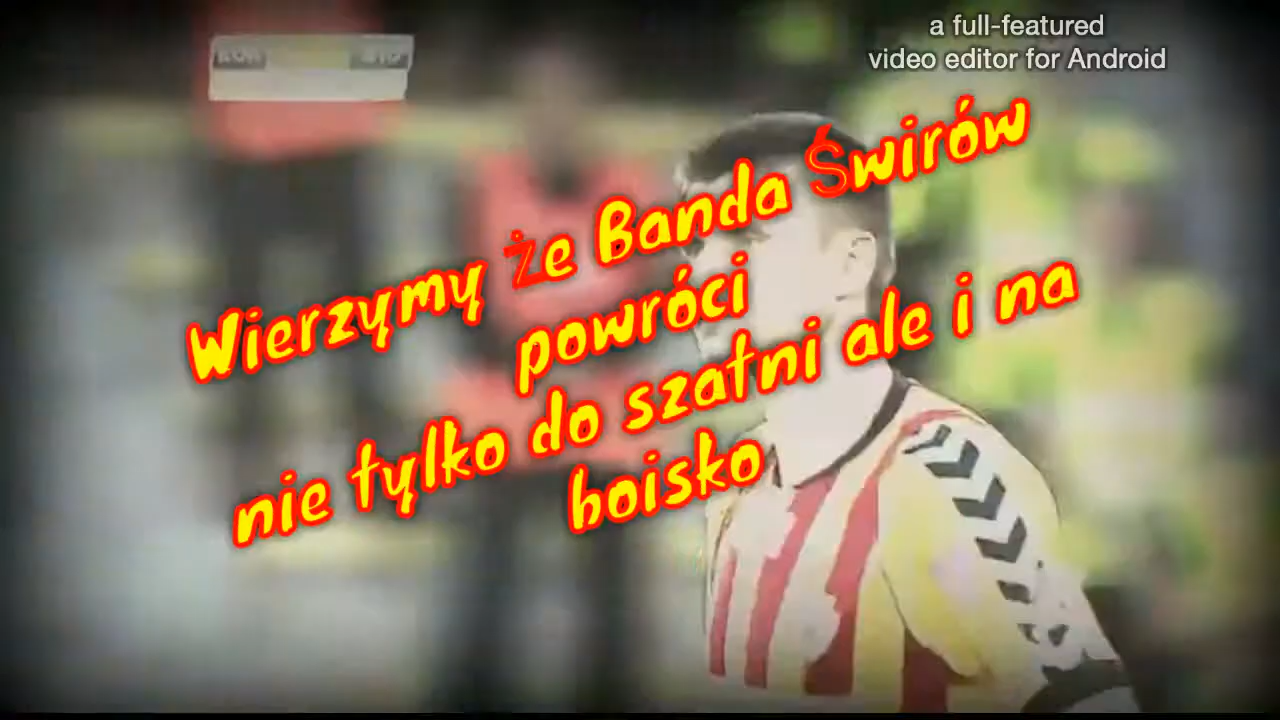 a full-featured
video editor for Android
Wierzymy że Banda Świrów
powróci
nie tylko do szatni ale i na
boisko